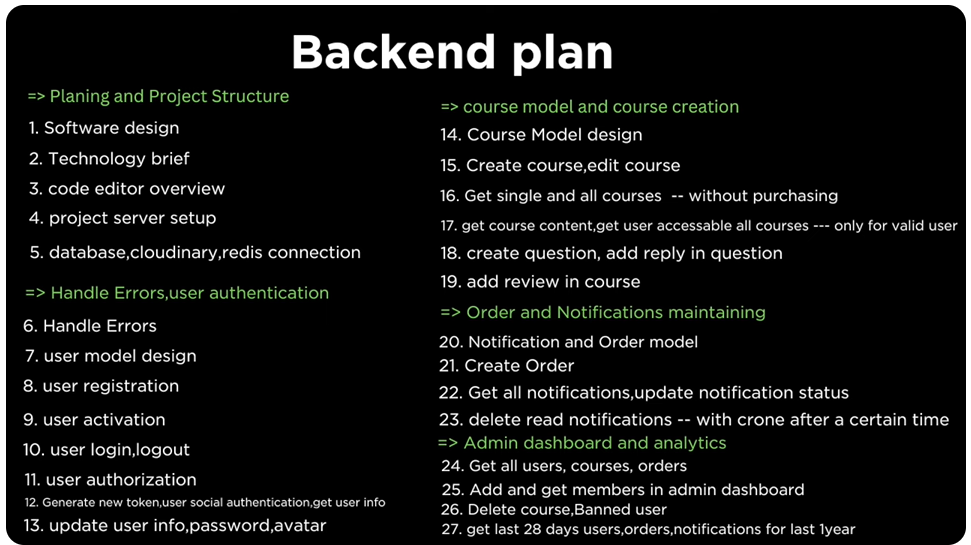 Backend plan
=> Planing and Project Structure
1. Software design
2. Technology brief
3. code editor overview
4. project server setup
5. database,cloudinary,redis connection
=> Handle Errors,user authentication
6. Handle Errors
7. user model design
8. user registration
9. user activation
10. user login,logout
11. user authorization
12. Generate new token,user social authentication,get user info
13. update user info,password,avatar
=> course model and course creation
14. Course Model design
15. Create course,edit course
16. Get single and all courses -- without purchasing
17. get course content,get user accessable all courses --- only for valid user
18. create question, add reply in question
19. add review in course
=> Order and Notifications maintaining
20. Notification and Order model
21. Create Order
22. Get all notifications,update notification status
23. delete read notifications -- with crone after a certain time
=> Admin dashboard and analytics
24. Get all users, courses, orders
25. Add and get members in admin dashboard
26. Delete course,Banned user
27. get last 28 days users,orders,notifications for last 1year